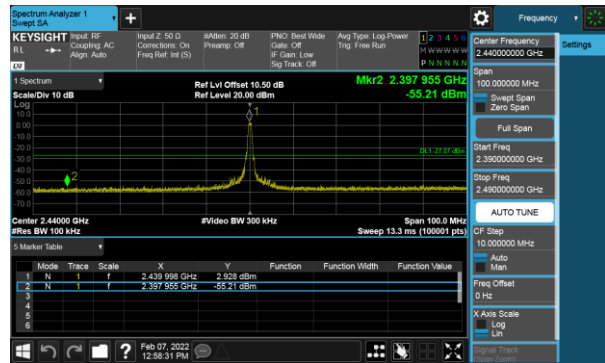 Spectrum Analyzer 1
Swept SA
+
Frequency
KEYSIGHT
Input: RF
Input Z: 50 Ω
#Atten: 20 dB
PNO: Best Wide
Avg Type: Log-Power
1 2 3 4 5 6
RL
Coupling: AC
Corrections: On
Preamp: Off
Gate: Off
Trig: Free Run
M W W W W W
Align: Auto
Freq Ref: Int (S)
IF Gain: Low
P N N N N N
Sig Track: Off
LXI
Center Frequency
2.440000000 GHz
Settings
Span
100.000000 MHz
Swept Span
Zero Span
Full Span
Start Freq
2.390000000 GHz
Stop Freq
2.490000000 GHz
AUTO TUNE
CF Step
10.000000 MHz
Auto
Man
Freq Offset
0 Hz
X Axis Scale
Log
Lin
Signal Track
(Span Zoom)
1 Spectrum
Ref Lvl Offset 10.50 dB
Mkr2 2.397 955 GHz
Scale/Div 10 dB
Ref Level 20.00 dBm
-55.21 dBm
Log
10.0
0.00
-10.0
-20.0
-30.0
-40.0
-50.0
-60.0
-70.0
1
2
DL1 -27.07 dBm
Center 2.44000 GHz
#Video BW 300 kHz
Span 100.0 MHz
#Res BW 100 kHz
Sweep 13.3 ms (100001 pts)
5 Marker Table
Mode Trace Scale X Y Function Function Width Function Value
1 N 1 f 2.439 998 GHz 2.928 dBm
2 N 1 f 2.397 955 GHz -55.21 dBm
3
4
5
6
?
Feb 07, 2022
12:58:31 PM